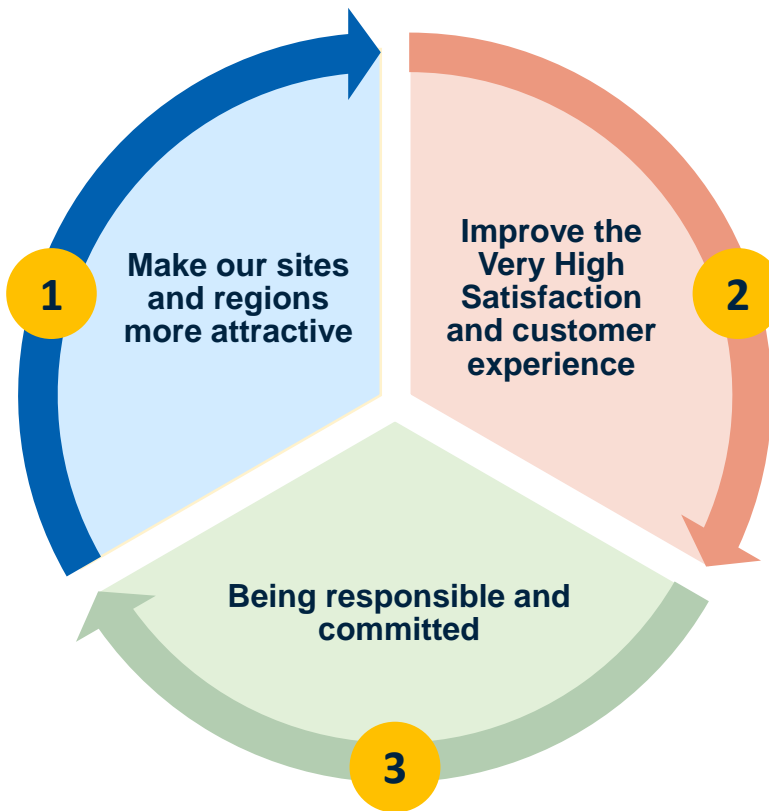 1
Make our sites
and regions
more attractive
Improve the
Very High
Satisfaction
and customer
experience
2
Being responsible and
committed
3